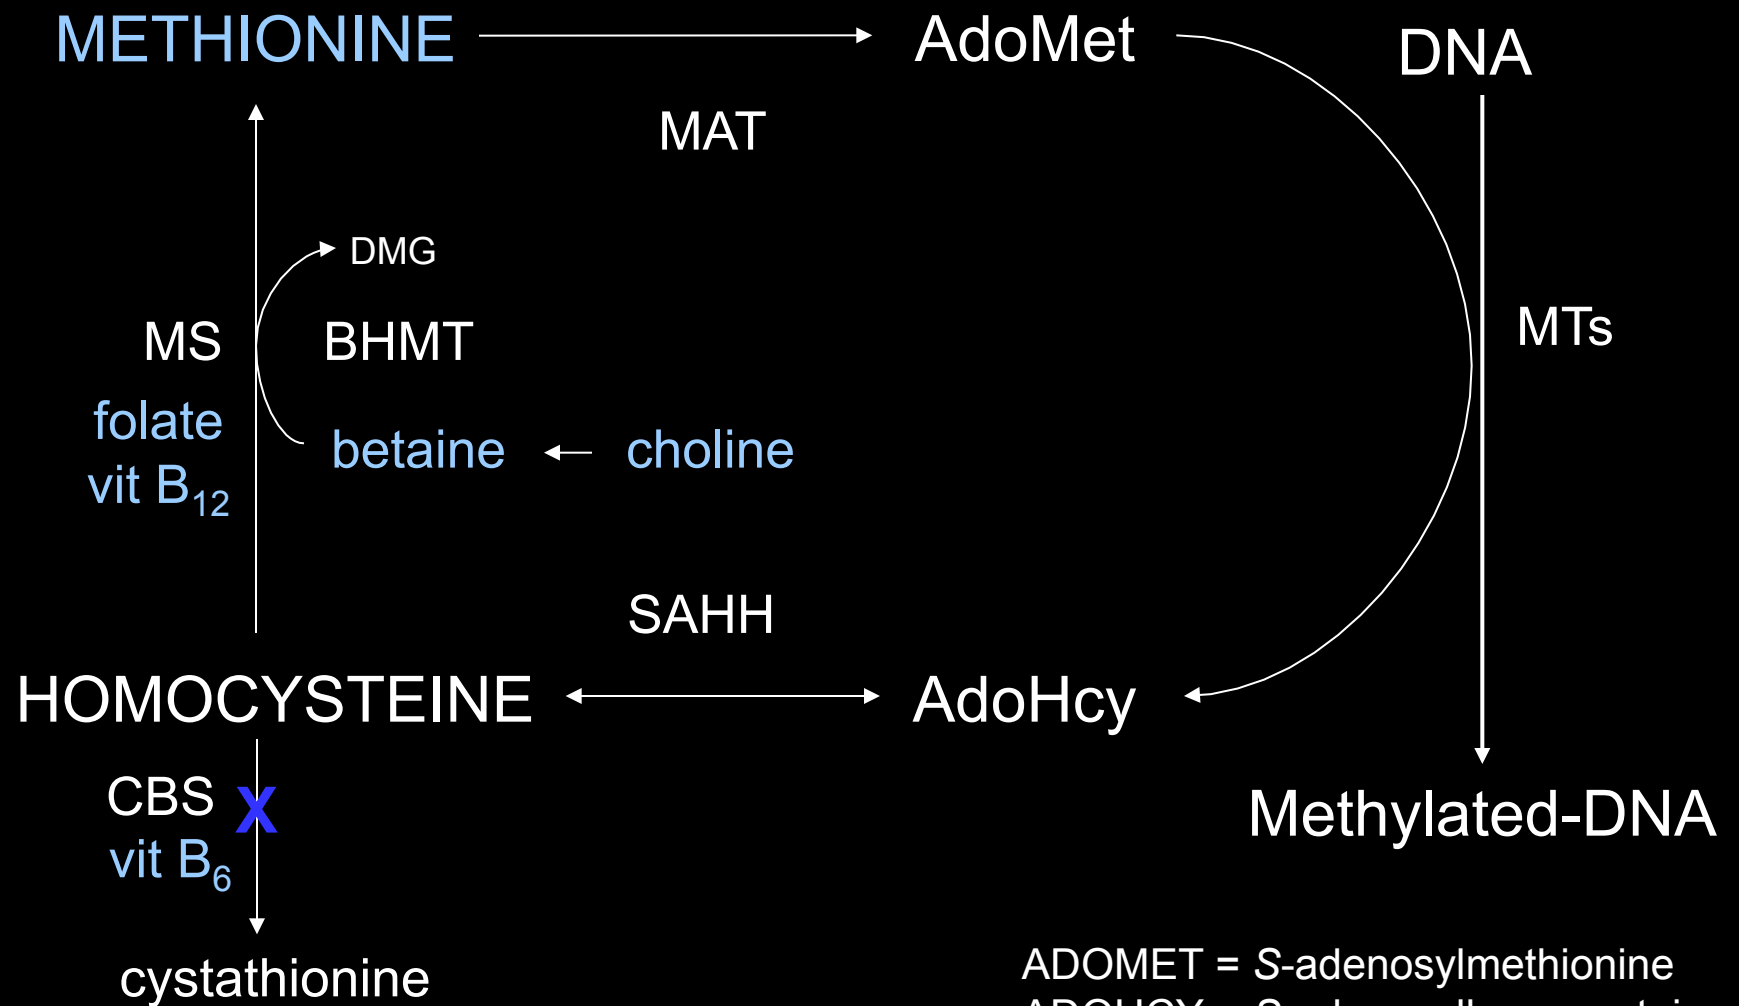 METHIONINE
AdoMet
DNA
MAT
DMG
MS
BHMT
MTs
folate
vit B12
betaine
choline
SAHH
HOMOCYSTEINE
AdoHcy
CBS
X
vit B6
Methylated-DNA
cystathionine
ADOMET = S-adenosylmethionine